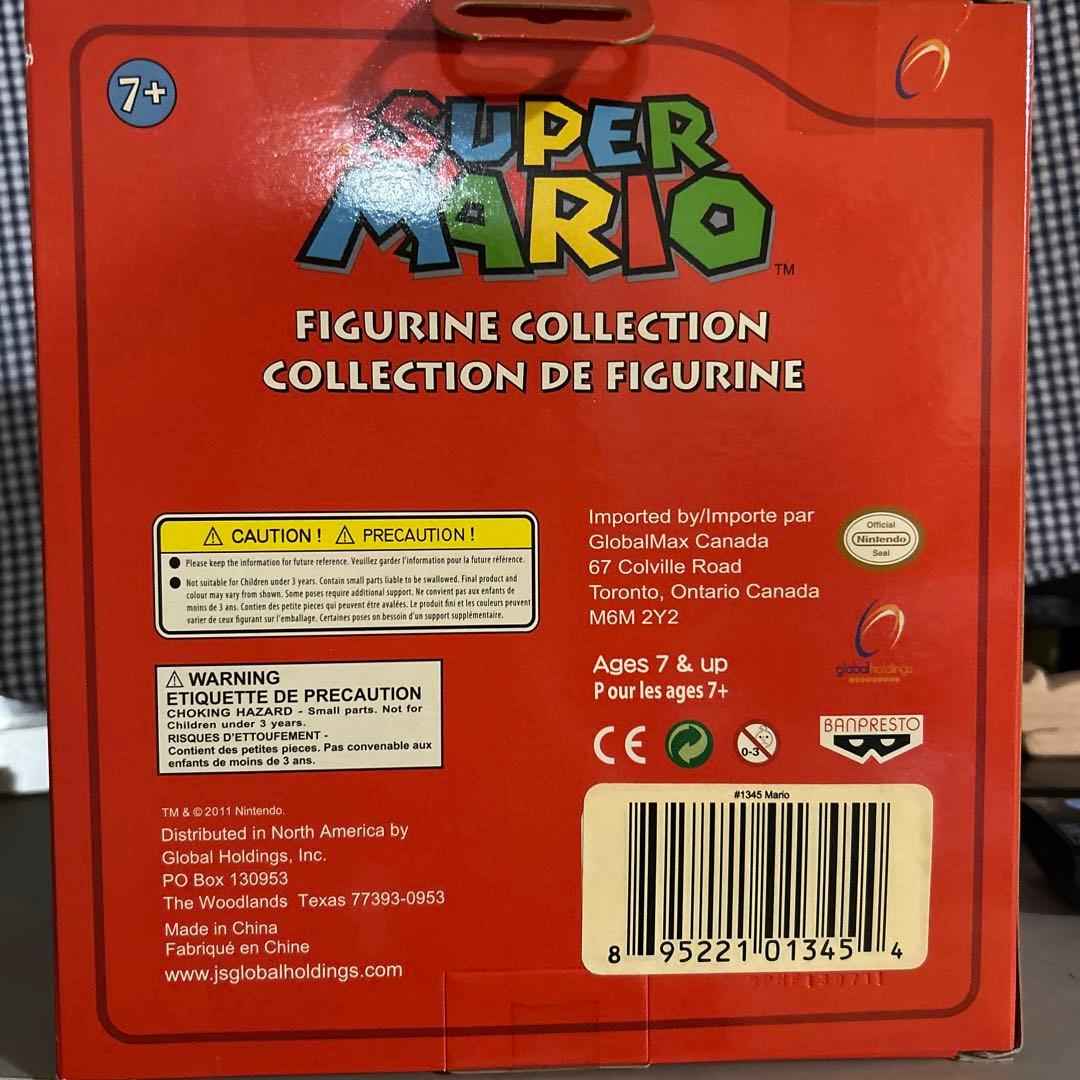 7+
SUPER
MARIO
TM
FIGURINE COLLECTION
COLLECTION DE FIGURINE
CAUTION ! PRECAUTION !
Please keep the information for future reference. Veuillez garder l'information pour la future référence.
Not suitable for Children under 3 years. Contain small parts liable to be swallowed. Final product and
colour may vary from shown. Some poses require additional support. Ne convient pas aux enfants de
moins de 3 ans. Contien des petite pieces qui peuvent être avalées. Le produit fini et les couleurs peuvent
varier de ceux figurant sur l'emballage. Certaines poses on besoin d'un support supplémentaire.
WARNING
ETIQUETTE DE PRECAUTION
CHOKING HAZARD - Small parts. Not for
Children under 3 years.
RISQUES D'ETTOUFEMENT -
Contient des petites pieces. Pas convenable aux
enfants de moins de 3 ans.
TM & © 2011 Nintendo.
Distributed in North America by
Global Holdings, Inc.
PO Box 130953
The Woodlands Texas 77393-0953
Made in China
Fabriqué en Chine
www.jsglobalholdings.com
Imported by/Importe par
GlobalMax Canada
67 Colville Road
Toronto, Ontario Canada
M6M 2Y2
Official
Nintendo
Seal
globalholdings
Ages 7 & up
Pour les ages 7+
CE
0-3
BANPRESTO
#1345 Mario
8 95221 01345 4